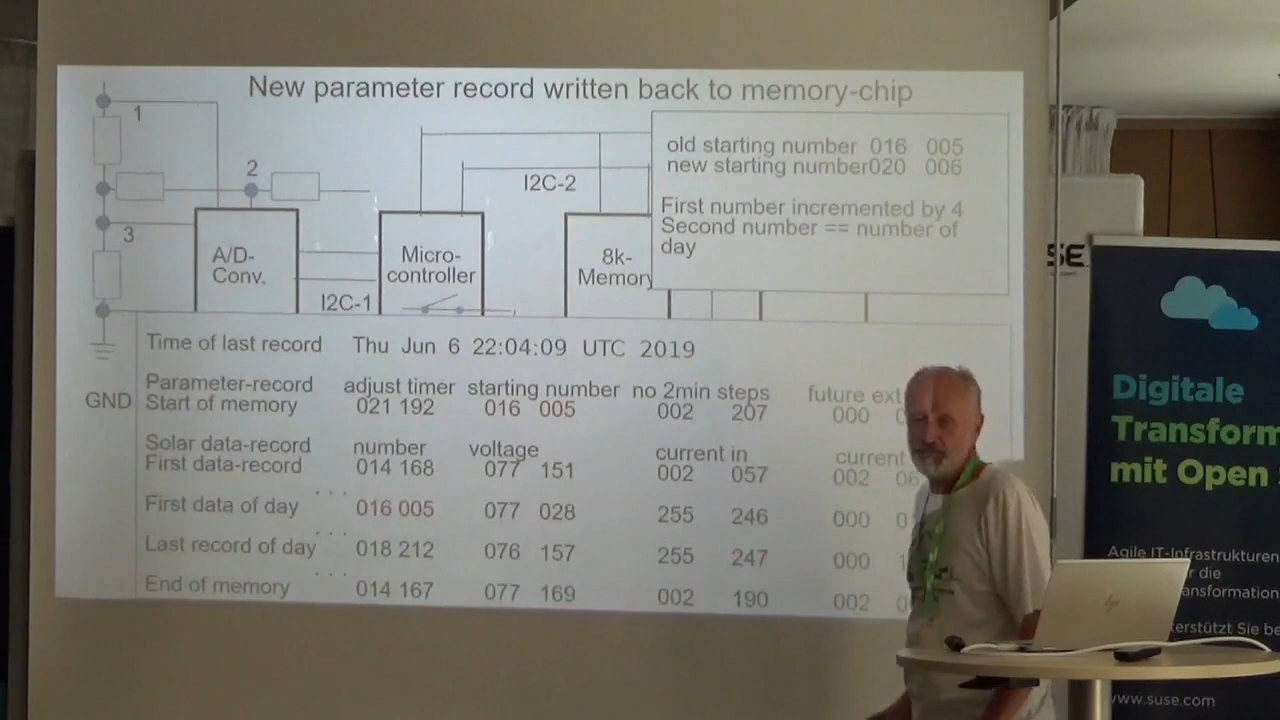 New parameter record written back to memory-chip
1
2
3
old starting number 016 005
new starting number020 006
First number incremented by 4
Second number == number of
day
I2C-2
A/D-
Conv.
Micro-
controller
8k-
Memory
I2C-1
GND
Time of last record Thu Jun 6 22:04:09 UTC 2019
Parameter-record adjust timer starting number no 2min steps future ext
Start of memory 021 192 016 005 002 207 000
Solar data-record number voltage current in current
First data-record 014 168 077 151 002 057 002
...
First data of day 016 005 077 028 255 246 000
...
Last record of day 018 212 076 157 255 247 000
...
End of memory 014 167 077 169 002 190 002
SE
Digitale
Transform
mit Open
Agile IT-Infrastrukturen
r die
ansformation
erstützt Sie be
www.suse.com
hp